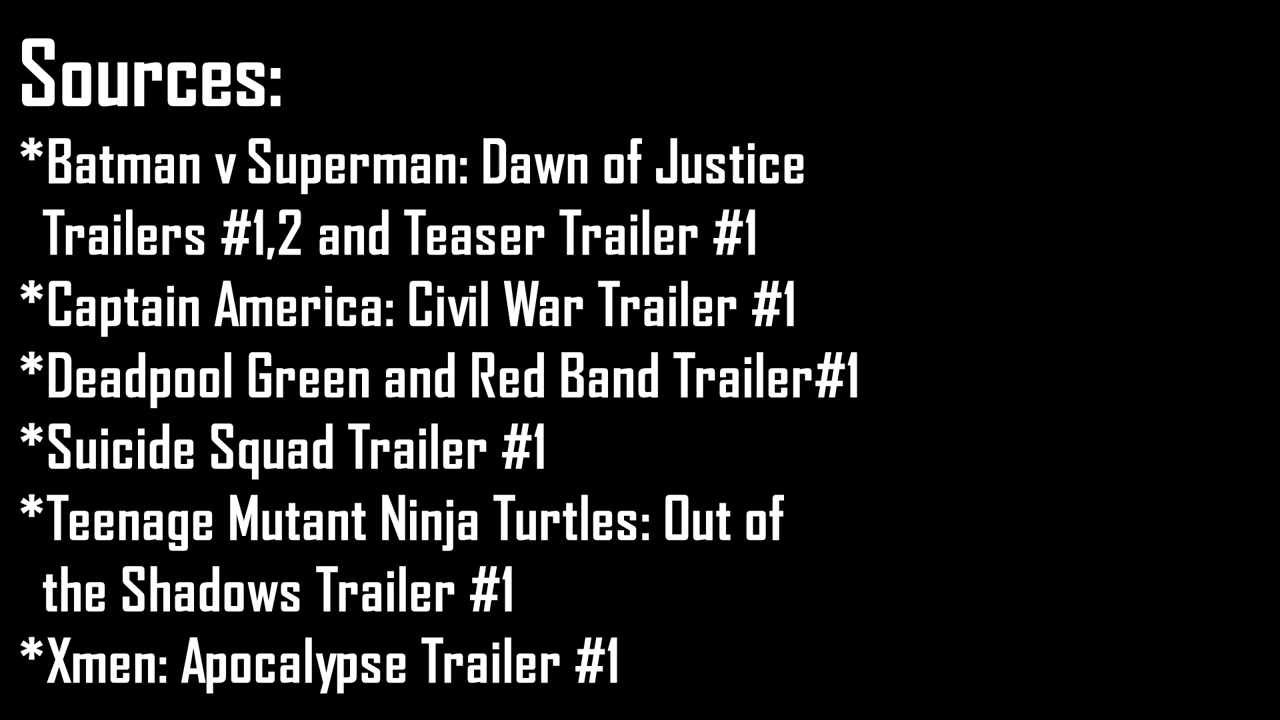 Sources:
*Batman v Superman: Dawn of Justice
Trailers #1,2 and Teaser Trailer #1
*Captain America: Civil War Trailer #1
*Deadpool Green and Red Band Trailer#1
*Suicide Squad Trailer #1
*Teenage Mutant Ninja Turtles: Out of
the Shadows Trailer #1
*Xmen: Apocalypse Trailer #1